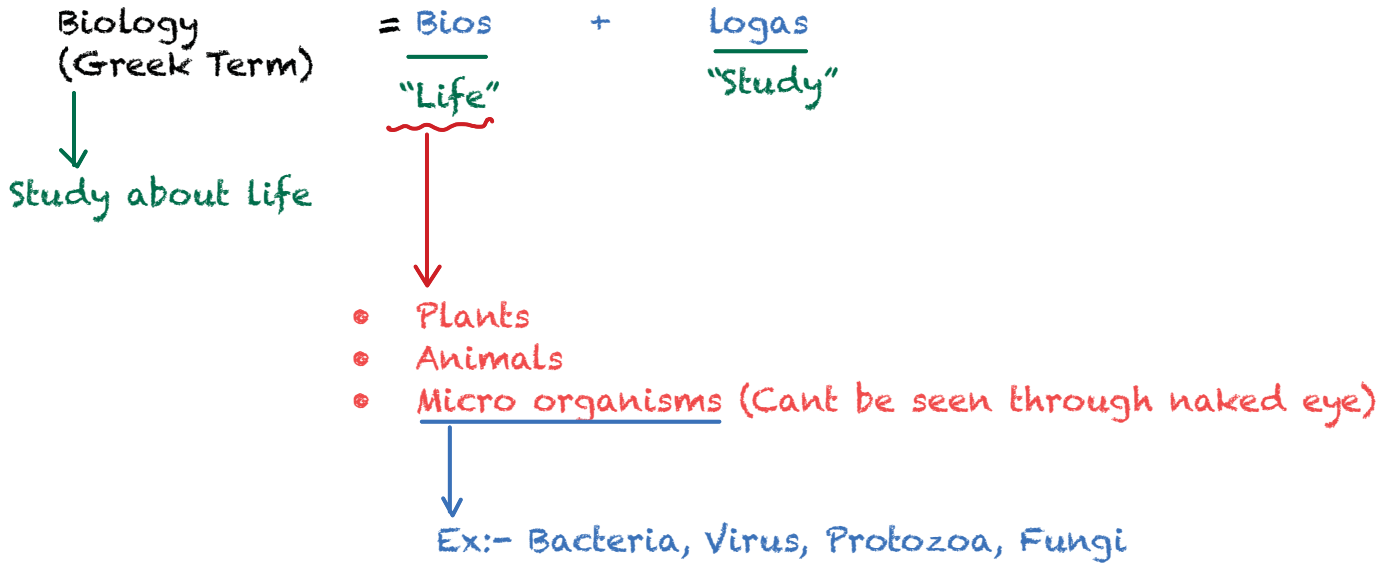 Biology = Bios + logas
(Greek Term)
"Life" "Study"
Study about life
• Plants
• Animals
• Micro organisms (Cant be seen through naked eye)
Ex:- Bacteria, Virus, Protozoa, Fungi